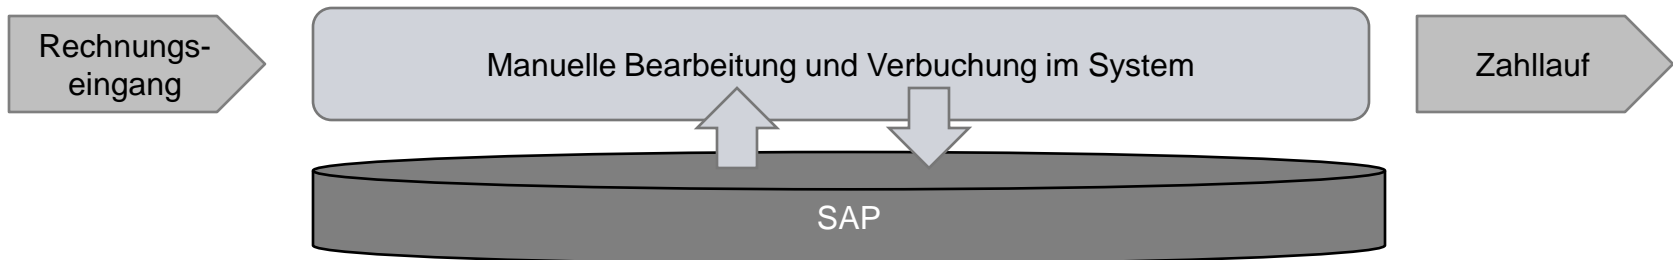 Rechnungs-
eingang
Manuelle Bearbeitung und Verbuchung im System
Zahllauf
SAP